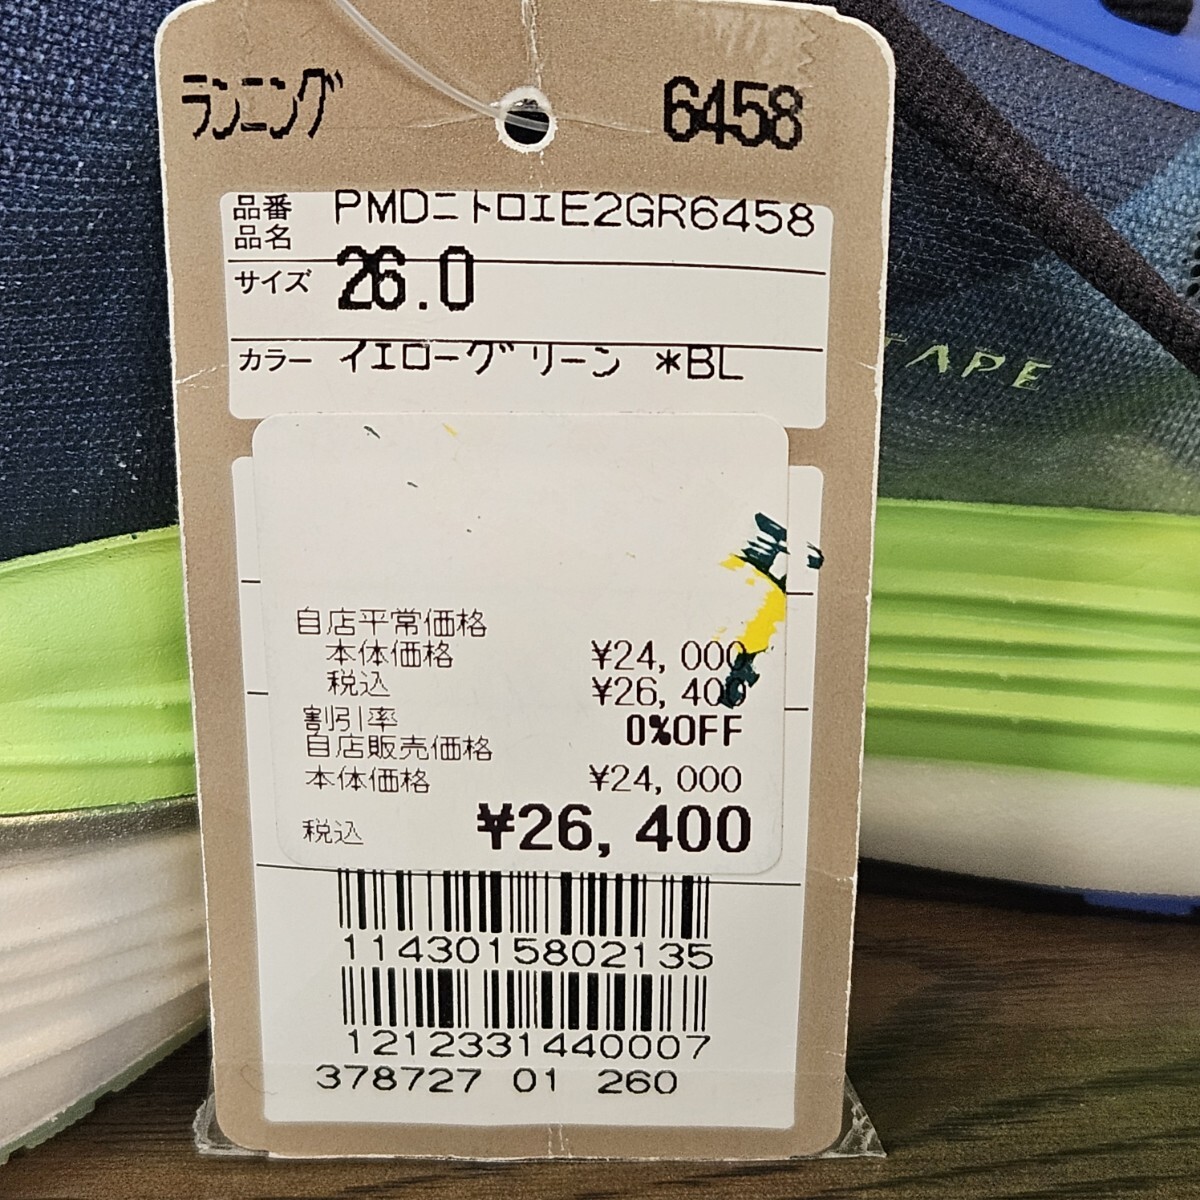 ランニング 6458
品番 品名 PMDニトロエE2GR6458
サイズ 26.0
カラー イエローグリーン *BL
自店平常価格
本体価格 ¥24,000
税込 ¥26,400
割引率 0%OFF
自店販売価格
本体価格 ¥24,000
税込 ¥26,400
1143015802135
1212331440007
378727 01 260
TAPE